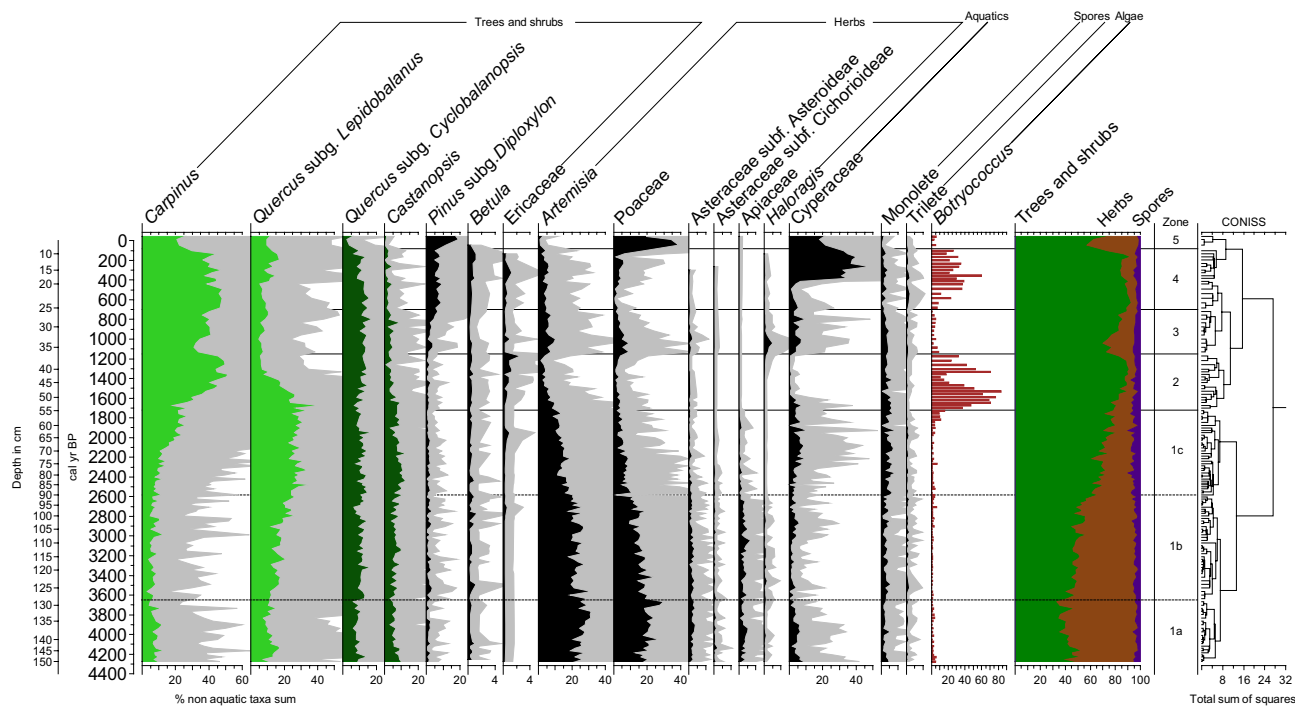 Trees and shrubs
Herbs
Aquatics
Spores Algae
Carpinus
Quercus subg. Lepidobalanus
Quercus subg. Cyclobalanopsis
Castanopsis
Pinus subg. Diploxylon
Betula
Ericaceae
Artemisia
Poaceae
Asteraceae subf. Asteroideae
Asteraceae subf. Cichorioideae
Apiaceae
Haloragis
Cyperaceae
Monolete
Trilete
Botryococcus
Trees and shrubs
Herbs
Spores
Zone
CONISS
Depth in cm
10
15
20
25
30
35
40
45
50
55
60
65
70
75
80
85
90
95
100
105
110
115
120
125
130
135
140
145
150
cal yr BP
0
200
400
600
800
1000
1200
1400
1600
1800
2000
2200
2400
2600
2800
3000
3200
3400
3600
3800
4000
4200
4400
5
4
3
2
1c
1b
1a
20 40 60
20 40
20
20
20
4
4
20
20 40
20
20 40 60 80
20 40 60 80 100
8 16 24 32
% non aquatic taxa sum
Total sum of squares